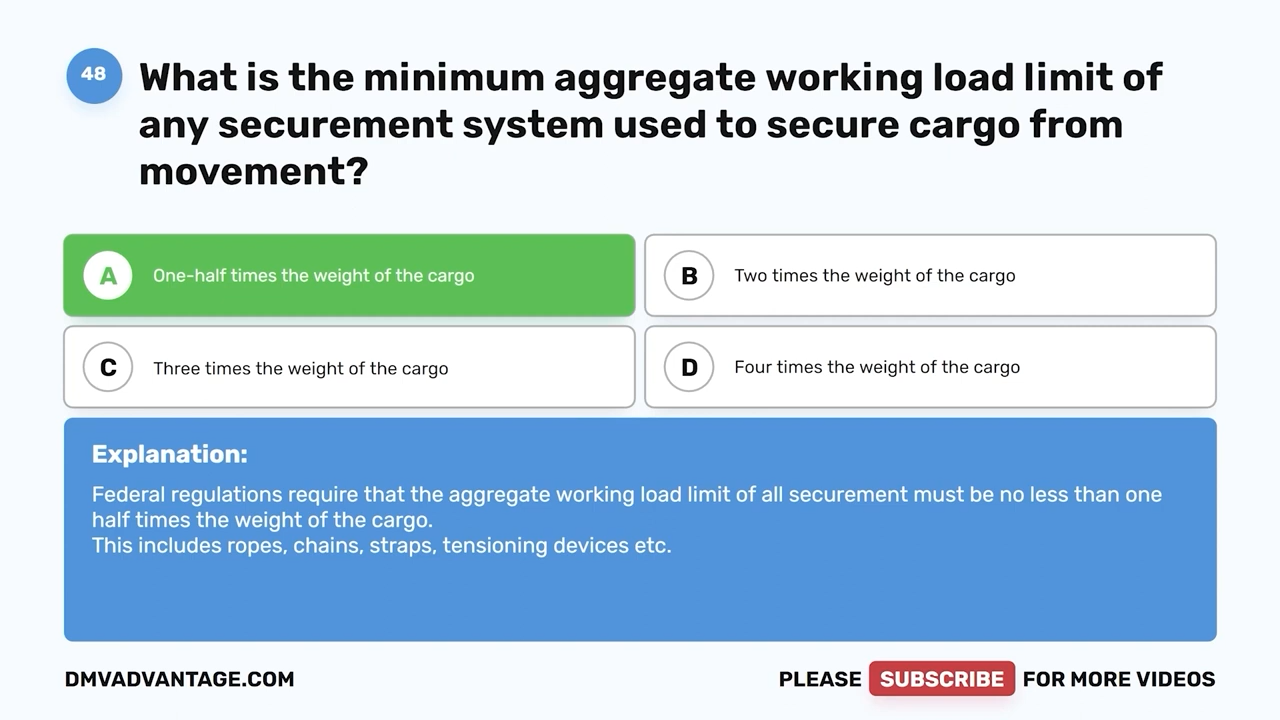 48
What is the minimum aggregate working load limit of
any securement system used to secure cargo from
movement?
A One-half times the weight of the cargo
B Two times the weight of the cargo
C Three times the weight of the cargo
D Four times the weight of the cargo
Explanation:
Federal regulations require that the aggregate working load limit of all securement must be no less than one
half times the weight of the cargo.
This includes ropes, chains, straps, tensioning devices etc.
DMVADVANTAGE.COM
PLEASE SUBSCRIBE FOR MORE VIDEOS